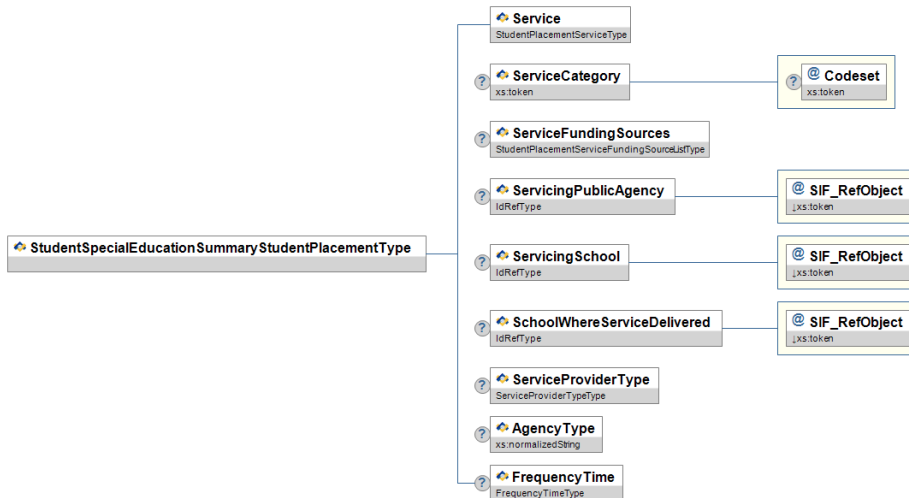 Service
StudentPlacementServiceType
? ServiceCategory
xs:token
? @ Codeset
xs:token
? ServiceFundingSources
StudentPlacementServiceFundingSourceListType
? ServicingPublicAgency
IdRefType
@ SIF_RefObject
↓xs:token
StudentSpecialEducationSummaryStudentPlacementType
? ServicingSchool
IdRefType
@ SIF_RefObject
↓xs:token
? SchoolWhereServiceDelivered
IdRefType
@ SIF_RefObject
↓xs:token
? ServiceProviderType
ServiceProviderTypeType
? AgencyType
xs:normalizedString
? FrequencyTime
FrequencyTimeType